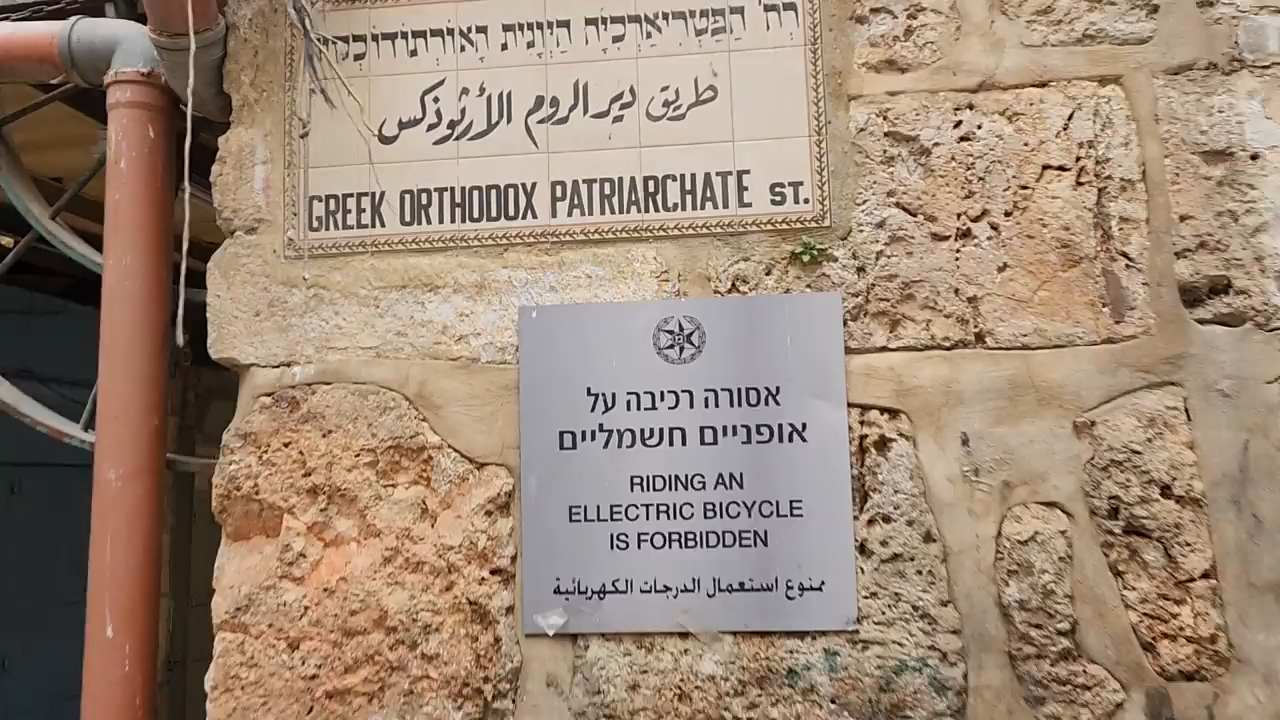 רח' הפטריארכיה היונית האורתודוכסית
طريق دير الروم الأرثوذكس
GREEK ORTHODOX PATRIARCHATE ST.
אסורה רכיבה על
אופניים חשמליים
RIDING AN
ELLECTRIC BICYCLE
IS FORBIDDEN
ممنوع استعمال الدرجات الكهربائية